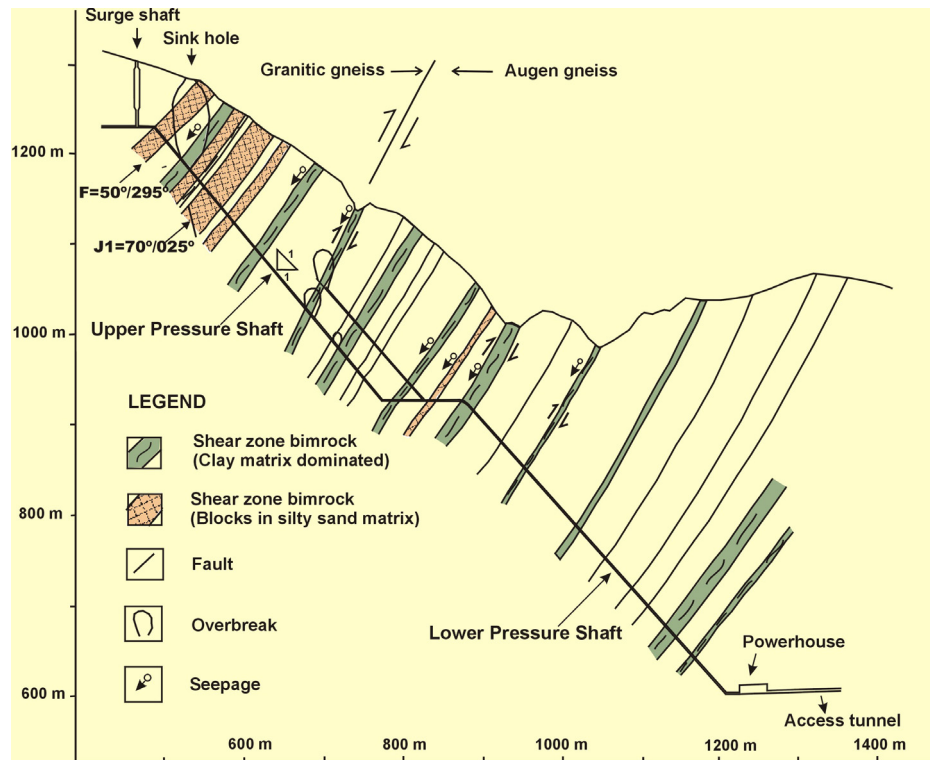 Surge shaft
Sink hole
Granitic gneiss
Augen gneiss
1200 m
F=50°/295°
J1=70°/025°
1
1
Upper Pressure Shaft
1000 m
LEGEND
Shear zone bimrock
(Clay matrix dominated)
Shear zone bimrock
(Blocks in silty sand matrix)
800 m
Fault
Overbreak
Lower Pressure Shaft
Powerhouse
Seepage
600 m
Access tunnel
600 m
800 m
1000 m
1200 m
1400 m